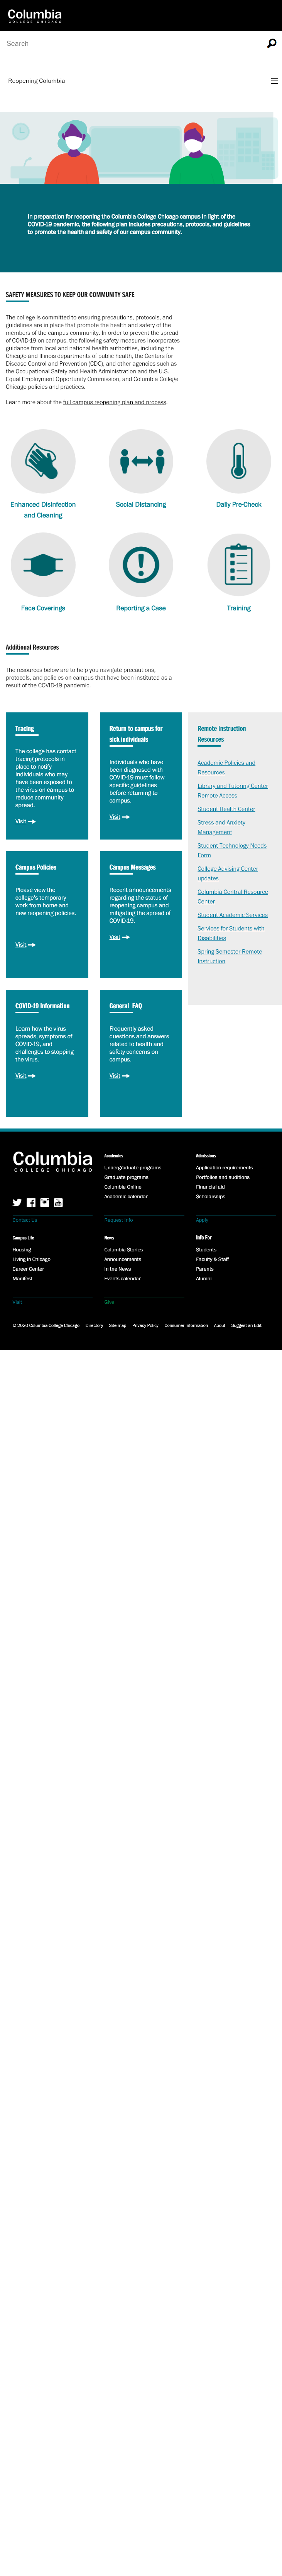 Columbia
COLLEGE CHICAGO
Search
Reopening Columbia
In preparation for reopening the Columbia College Chicago campus in light of the
COVID-19 pandemic, the following plan includes precautions, protocols, and guidelines
to promote the health and safety of our campus community.
SAFETY MEASURES TO KEEP OUR COMMUNITY SAFE
The college is committed to ensuring precautions, protocols, and
guidelines are in place that promote the health and safety of the
members of the campus community. In order to prevent the spread
of COVID-19 on campus, the following safety measures integrates
guidance from local and national health authorities, including the
Chicago and Illinois departments of public health, the Centers for
Disease Control and Prevention (CDC), and other agencies such as
the Occupational Safety and Health Administration and the U.S.
Equal Employment Opportunity Commission, and Columbia College
Chicago policies and practices.
Learn more about the full campus reopening plan and process.
Enhanced Disinfection
and Cleaning
Social Distancing
Daily Pre-Check
Face Coverings
Reporting a Case
Training
Additional Resources
The resources below are to help you navigate precautions,
protocols, and policies on campus that have been instituted as a
result of the COVID-19 pandemic.
Tracing
The college has contact
tracing protocols in
place to notify
individuals who may
have been exposed to
the virus on campus to
reduce community
spread.
Visit
Return to campus for
sick individuals
Individuals who have
been diagnosed with
COVID-19 must follow
specific guidelines
before returning to
campus.
Visit
Campus Policies
Please view the
college's temporary
work from home and
new reopening policies.
Visit
Campus Messages
Recent announcements
regarding the status of
reopening campus and
mitigating the spread of
COVID-19.
Visit
COVID-19 Information
Learn how the virus
spreads, symptoms of
COVID-19, and
challenges to stopping
the virus.
Visit
General FAQ
Frequently asked
questions and answers
related to health and
safety concerns on
campus.
Visit
Remote Instruction
Resources
Academic Policies and
Resources
Library and Tutoring Center
Remote Access
Student Health Center
Stress and Anxiety
Management
Student Technology Needs
Form
College Advising Center
updates
Columbia Central Resource
Center
Student Academic Services
Services for Students with
Disabilities
Spring Semester Remote
Instruction
Columbia
COLLEGE CHICAGO
Contact Us
Academics
Undergraduate programs
Graduate programs
Columbia Online
Academic calendar
Request Info
Admissions
Application requirements
Portfolios and auditions
Financial aid
Scholarships
Apply
Campus Life
Housing
Living in Chicago
Career Center
Manifest
Visit
News
Columbia Stories
Announcements
In the News
Events calendar
Give
Info For
Students
Faculty & Staff
Parents
Alumni
© 2020 Columbia College Chicago Directory Site map Privacy Policy Consumer information About Suggest an Edit